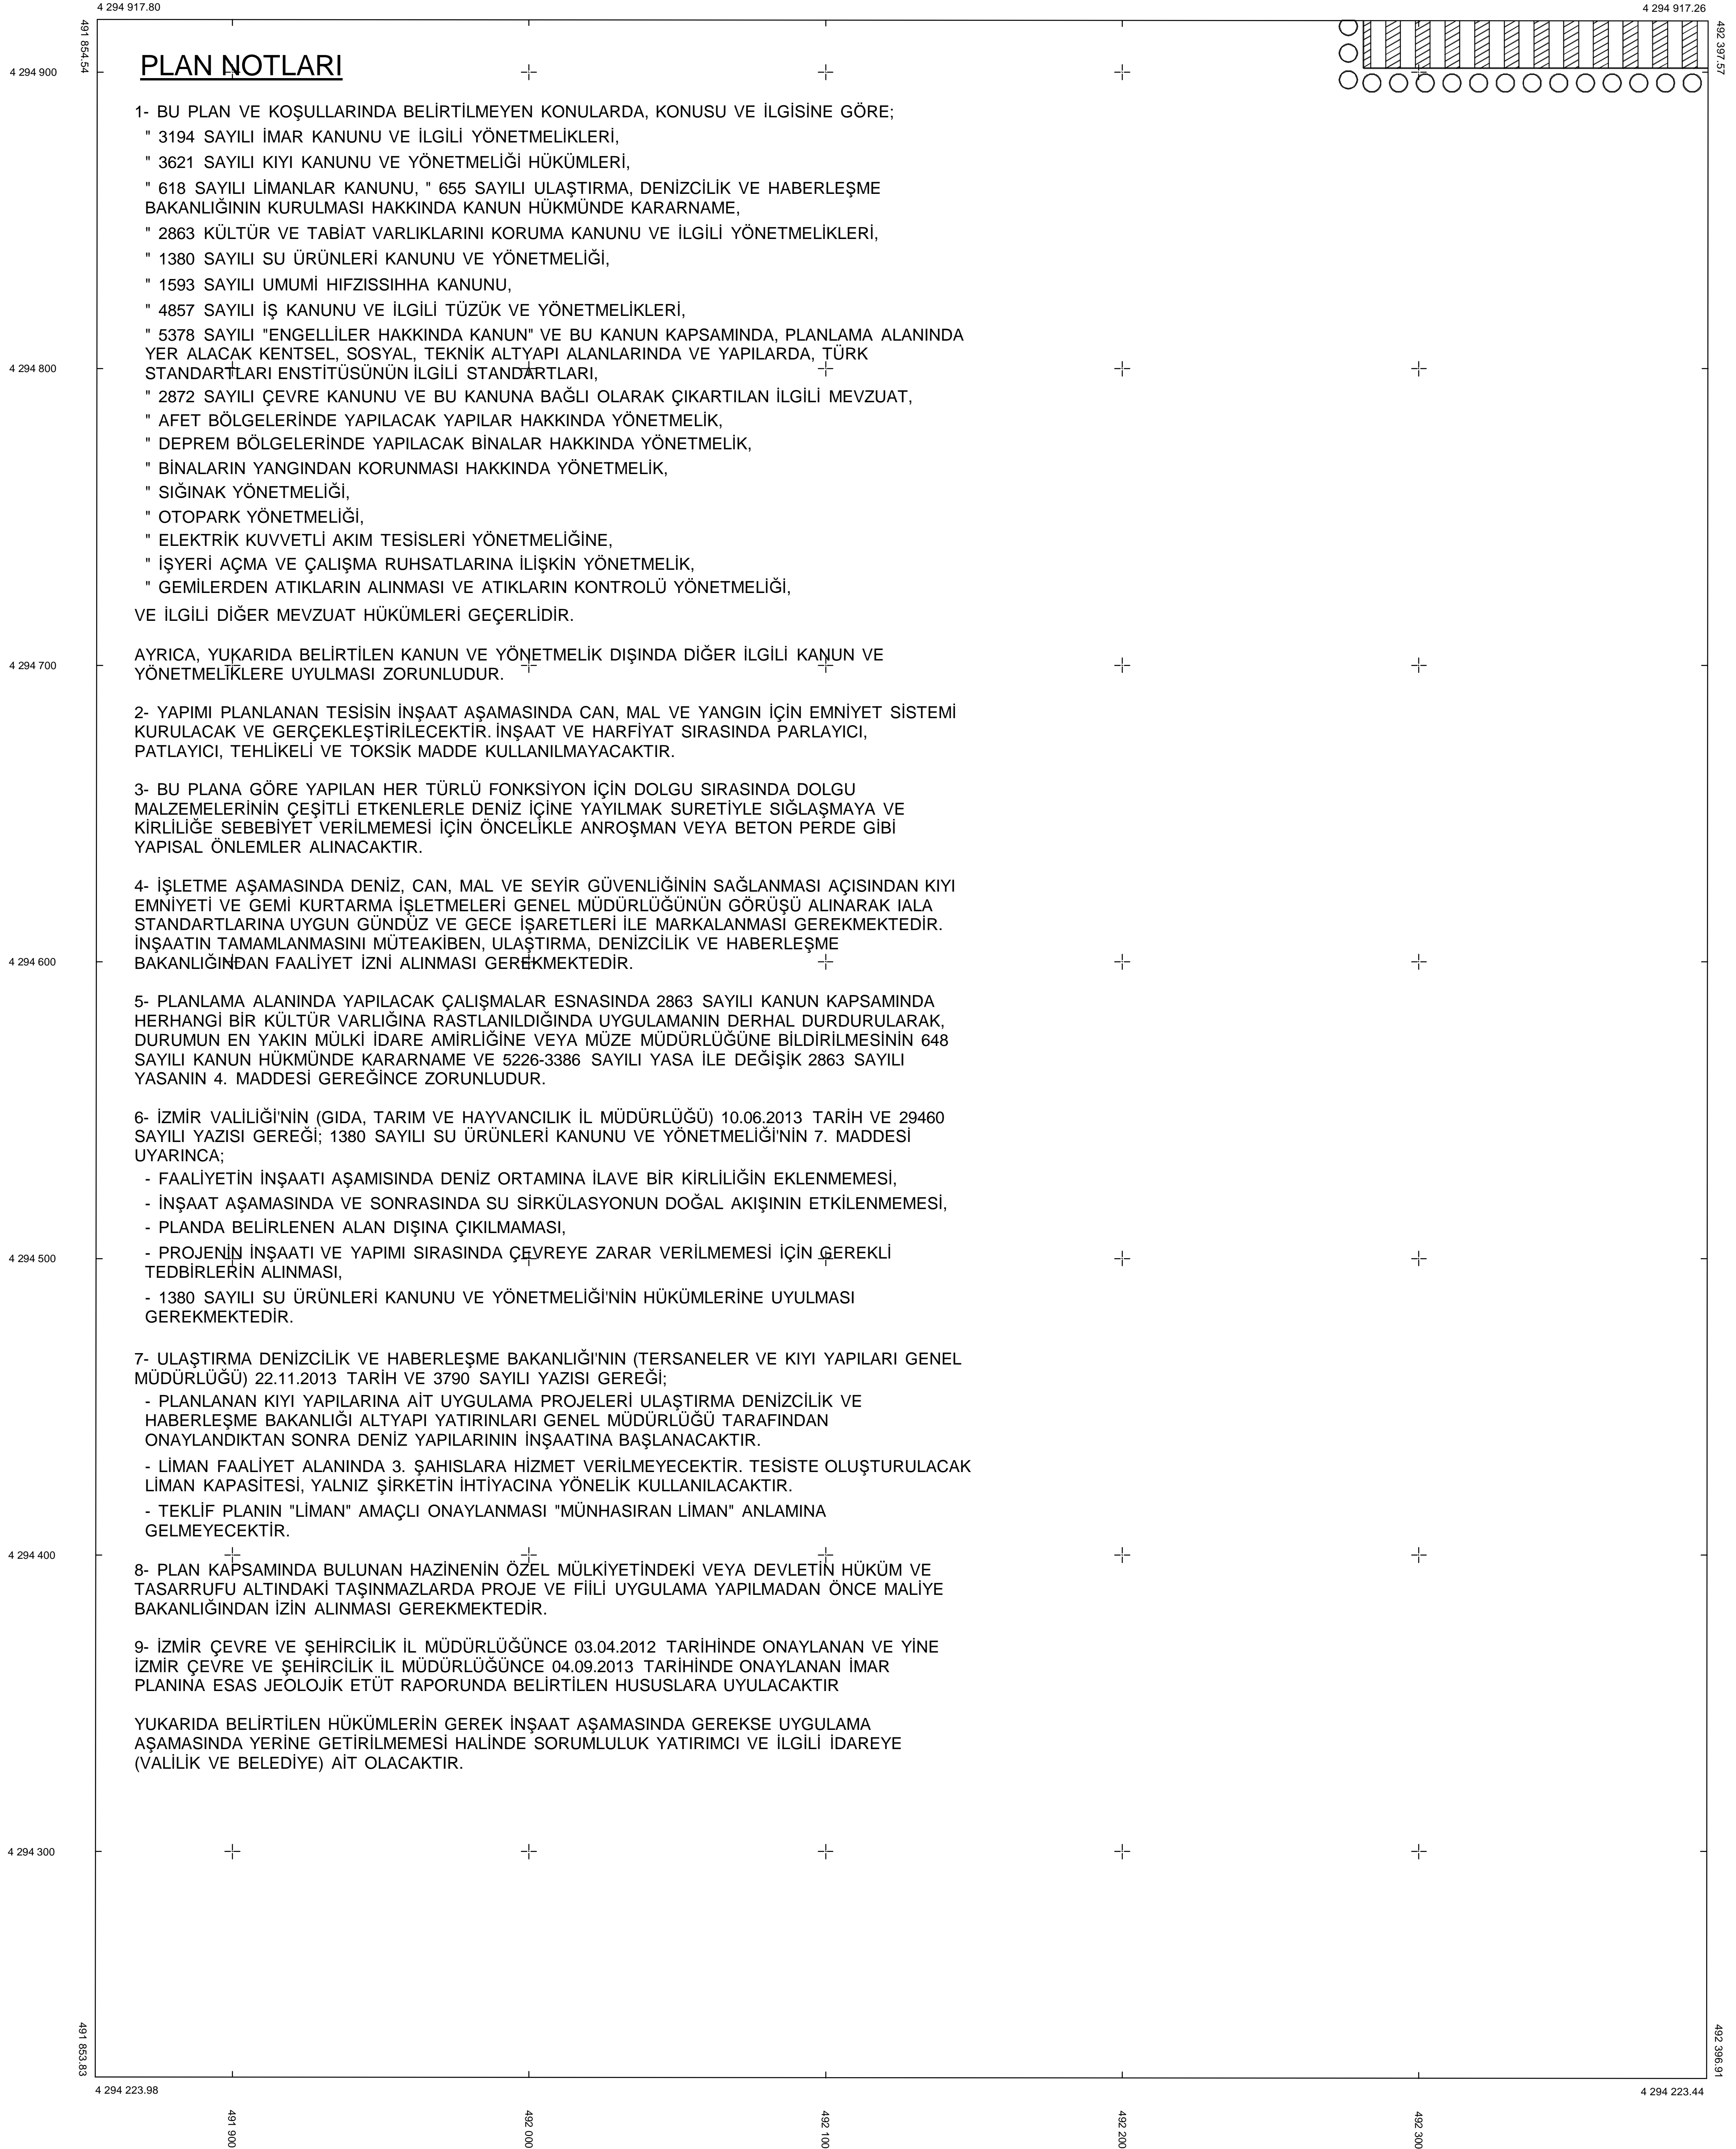 4 294 917.80
4 294 917.26
491 854.54
492 397.57
4 294 900
PLAN NOTLARI
1- BU PLAN VE KOŞULLARINDA BELİRTİLMEYEN KONULARDA, KONUSU VE İLGİSİNE GÖRE;
" 3194 SAYILI İMAR KANUNU VE İLGİLİ YÖNETMELİKLERİ,
" 3621 SAYILI KIYI KANUNU VE YÖNETMELİĞİ HÜKÜMLERİ,
" 618 SAYILI LİMANLAR KANUNU, " 655 SAYILI ULAŞTIRMA, DENİZCİLİK VE HABERLEŞME
BAKANLIĞININ KURULMASI HAKKINDA KANUN HÜKMÜNDE KARARNAME,
" 2863 KÜLTÜR VE TABİAT VARLIKLARINI KORUMA KANUNU VE İLGİLİ YÖNETMELİKLERİ,
" 1380 SAYILI SU ÜRÜNLERİ KANUNU VE YÖNETMELİĞİ,
" 1593 SAYILI UMUMİ HIFZISSIHHA KANUNU,
" 4857 SAYILI İŞ KANUNU VE İLGİLİ TÜZÜK VE YÖNETMELİKLERİ,
" 5378 SAYILI "ENGELLİLER HAKKINDA KANUN" VE BU KANUN KAPSAMINDA, PLANLAMA ALANINDA
YER ALACAK KENTSEL, SOSYAL, TEKNİK ALTYAPI ALANLARINDA VE YAPILARDA, TÜRK
4 294 800
STANDARTLARI ENSTİTÜSÜNÜN İLGİLİ STANDARTLARI,
" 2872 SAYILI ÇEVRE KANUNU VE BU KANUNA BAĞLI OLARAK ÇIKARTILAN İLGİLİ MEVZUAT,
" AFET BÖLGELERİNDE YAPILACAK YAPILAR HAKKINDA YÖNETMELİK,
" DEPREM BÖLGELERİNDE YAPILACAK BİNALAR HAKKINDA YÖNETMELİK,
" BİNALARIN YANGINDAN KORUNMASI HAKKINDA YÖNETMELİK,
" SIĞINAK YÖNETMELİĞİ,
" OTOPARK YÖNETMELİĞİ,
" ELEKTRİK KUVVETLİ AKIM TESİSLERİ YÖNETMELİĞİNE,
" İŞYERİ AÇMA VE ÇALIŞMA RUHSATLARINA İLİŞKİN YÖNETMELİK,
" GEMİLERDEN ATIKLARIN ALINMASI VE ATIKLARIN KONTROLÜ YÖNETMELİĞİ,
VE İLGİLİ DİĞER MEVZUAT HÜKÜMLERİ GEÇERLİDİR.
AYRICA, YUKARIDA BELİRTİLEN KANUN VE YÖNETMELİK DIŞINDA DİĞER İLGİLİ KANUN VE
4 294 700
YÖNETMELİKLERE UYULMASI ZORUNLUDUR.
2- YAPIMI PLANLANAN TESİSİN İNŞAAT AŞAMASINDA CAN, MAL VE YANGIN İÇİN EMNİYET SİSTEMİ
KURULACAK VE GERÇEKLEŞTİRİLECEKTİR. İNŞAAT VE HARFİYAT SIRASINDA PARLAYICI,
PATLAYICI, TEHLİKELİ VE TOKSİK MADDE KULLANILMAYACAKTIR.
3- BU PLANA GÖRE YAPILAN HER TÜRLÜ FONKSİYON İÇİN DOLGU SIRASINDA DOLGU
MALZEMELERİNİN ÇEŞİTLİ ETKENLERLE DENİZ İÇİNE YAYILMAK SURETİYLE SIĞLAŞMAYA VE
KİRLİLİĞE SEBEBİYET VERİLMEMESİ İÇİN ÖNCELİKLE ANROŞMAN VEYA BETON PERDE GİBİ
YAPISAL ÖNLEMLER ALINACAKTIR.
4- İŞLETME AŞAMASINDA DENİZ, CAN, MAL VE SEYİR GÜVENLİĞİNİN SAĞLANMASI AÇISINDAN KIYI
EMNİYETİ VE GEMİ KURTARMA İŞLETMELERİ GENEL MÜDÜRLÜĞÜNÜN GÖRÜŞÜ ALINARAK IALA
STANDARTLARINA UYGUN GÜNDÜZ VE GECE İŞARETLERİ İLE MARKALANMASI GEREKMEKTEDİR.
İNŞAATIN TAMAMLANMASINI MÜTEAKİBEN, ULAŞTIRMA, DENİZCİLİK VE HABERLEŞME
4 294 600
BAKANLIĞINDAN FAALİYET İZNİ ALINMASI GEREKMEKTEDİR.
5- PLANLAMA ALANINDA YAPILACAK ÇALIŞMALAR ESNASINDA 2863 SAYILI KANUN KAPSAMINDA
HERHANGİ BİR KÜLTÜR VARLIĞINA RASTLANILDIĞINDA UYGULAMANIN DERHAL DURDURULARAK,
DURUMUN EN YAKIN MÜLKİ İDARE AMİRLİĞİNE VEYA MÜZE MÜDÜRLÜĞÜNE BİLDİRİLMESİNİN 648
SAYILI KANUN HÜKMÜNDE KARARNAME VE 5226-3386 SAYILI YASA İLE DEĞİŞİK 2863 SAYILI
YASANIN 4. MADDESİ GEREĞİNCE ZORUNLUDUR.
6- İZMİR VALİLİĞİ'NİN (GIDA, TARIM VE HAYVANCILIK İL MÜDÜRLÜĞÜ) 10.06.2013 TARİH VE 29460
SAYILI YAZISI GEREĞİ; 1380 SAYILI SU ÜRÜNLERİ KANUNU VE YÖNETMELİĞİ'NİN 7. MADDESİ
UYARINCA;
- FAALİYETİN İNŞAATI AŞAMISINDA DENİZ ORTAMINA İLAVE BİR KİRLİLİĞİN EKLENMEMESİ,
- İNŞAAT AŞAMASINDA VE SONRASINDA SU SİRKÜLASYONUN DOĞAL AKIŞININ ETKİLENMEMESİ,
- PLANDA BELİRLENEN ALAN DIŞINA ÇIKILMAMASI,
- PROJENİN İNŞAATI VE YAPIMI SIRASINDA ÇEVREYE ZARAR VERİLMEMESİ İÇİN GEREKLİ
4 294 500
TEDBİRLERİN ALINMASI,
- 1380 SAYILI SU ÜRÜNLERİ KANUNU VE YÖNETMELİĞİ'NİN HÜKÜMLERİNE UYULMASI
GEREKMEKTEDİR.
7- ULAŞTIRMA DENİZCİLİK VE HABERLEŞME BAKANLIĞI'NIN (TERSANELER VE KIYI YAPILARI GENEL
MÜDÜRLÜĞÜ) 22.11.2013 TARİH VE 3790 SAYILI YAZISI GEREĞİ;
- PLANLANAN KIYI YAPILARINA AİT UYGULAMA PROJELERİ ULAŞTIRMA DENİZCİLİK VE
HABERLEŞME BAKANLIĞI ALTYAPI YATIRINLARI GENEL MÜDÜRLÜĞÜ TARAFINDAN
ONAYLANDIKTAN SONRA DENİZ YAPILARININ İNŞAATINA BAŞLANACAKTIR.
- LİMAN FAALİYET ALANINDA 3. ŞAHISLARA HİZMET VERİLMEYECEKTİR. TESİSTE OLUŞTURULACAK
LİMAN KAPASİTESİ, YALNIZ ŞİRKETİN İHTİYACINA YÖNELİK KULLANILACAKTIR.
- TEKLİF PLANIN "LİMAN" AMAÇLI ONAYLANMASI "MÜNHASIRAN LİMAN" ANLAMINA
GELMEYECEKTİR.
4 294 400
8- PLAN KAPSAMINDA BULUNAN HAZİNENİN ÖZEL MÜLKİYETİNDEKİ VEYA DEVLETİN HÜKÜM VE
TASARRUFU ALTINDAKİ TAŞINMAZLARDA PROJE VE FİİLİ UYGULAMA YAPILMADAN ÖNCE MALİYE
BAKANLIĞINDAN İZİN ALINMASI GEREKMEKTEDİR.
9- İZMİR ÇEVRE VE ŞEHİRCİLİK İL MÜDÜRLÜĞÜNCE 03.04.2012 TARİHİNDE ONAYLANAN VE YİNE
İZMİR ÇEVRE VE ŞEHİRCİLİK İL MÜDÜRLÜĞÜNCE 04.09.2013 TARİHİNDE ONAYLANAN İMAR
PLANINA ESAS JEOLOJİK ETÜT RAPORUNDA BELİRTİLEN HUSUSLARA UYULACAKTIR
YUKARIDA BELİRTİLEN HÜKÜMLERİN GEREK İNŞAAT AŞAMASINDA GEREKSE UYGULAMA
AŞAMASINDA YERİNE GETİRİLMEMESİ HALİNDE SORUMLULUK YATIRIMCI VE İLGİLİ İDAREYE
(VALİLİK VE BELEDİYE) AİT OLACAKTIR.
4 294 300
491 853.83
492 396.91
4 294 223.98
4 294 223.44
491 900
492 000
492 100
492 200
492 300